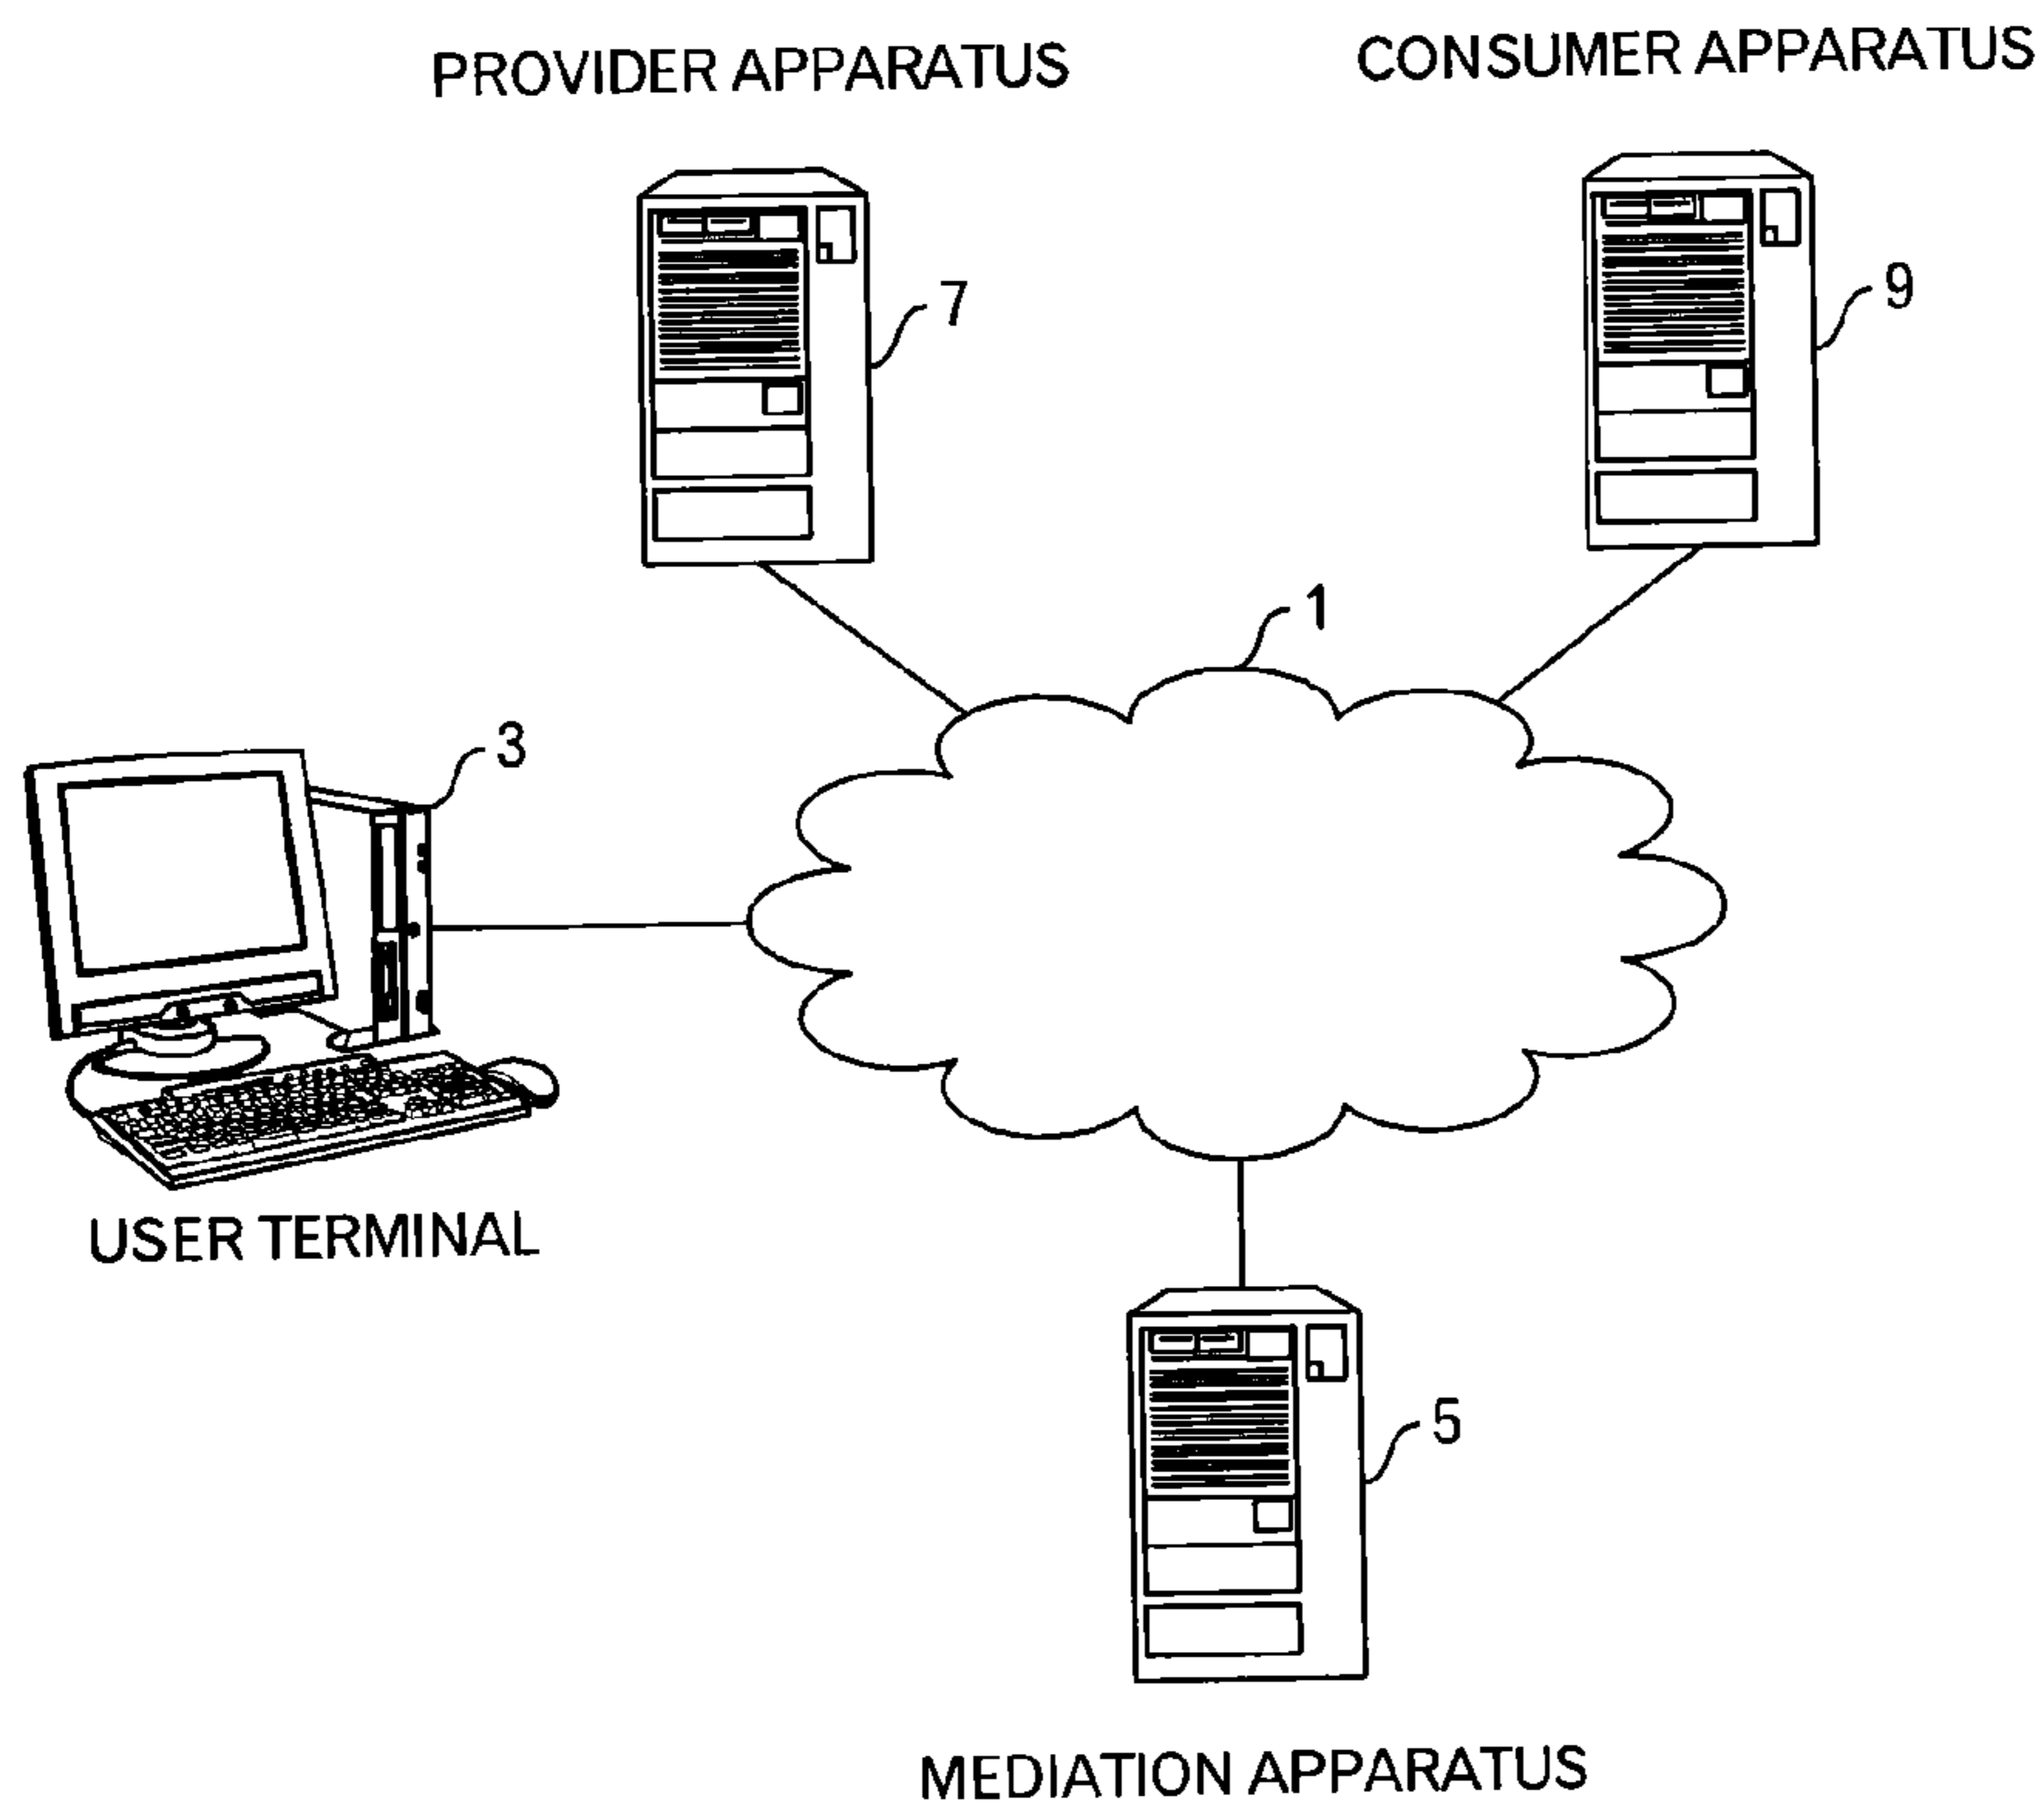 PROVIDER APPARATUS
CONSUMER APPARATUS
7
9
1
3
USER TERMINAL
5
MEDIATION APPARATUS